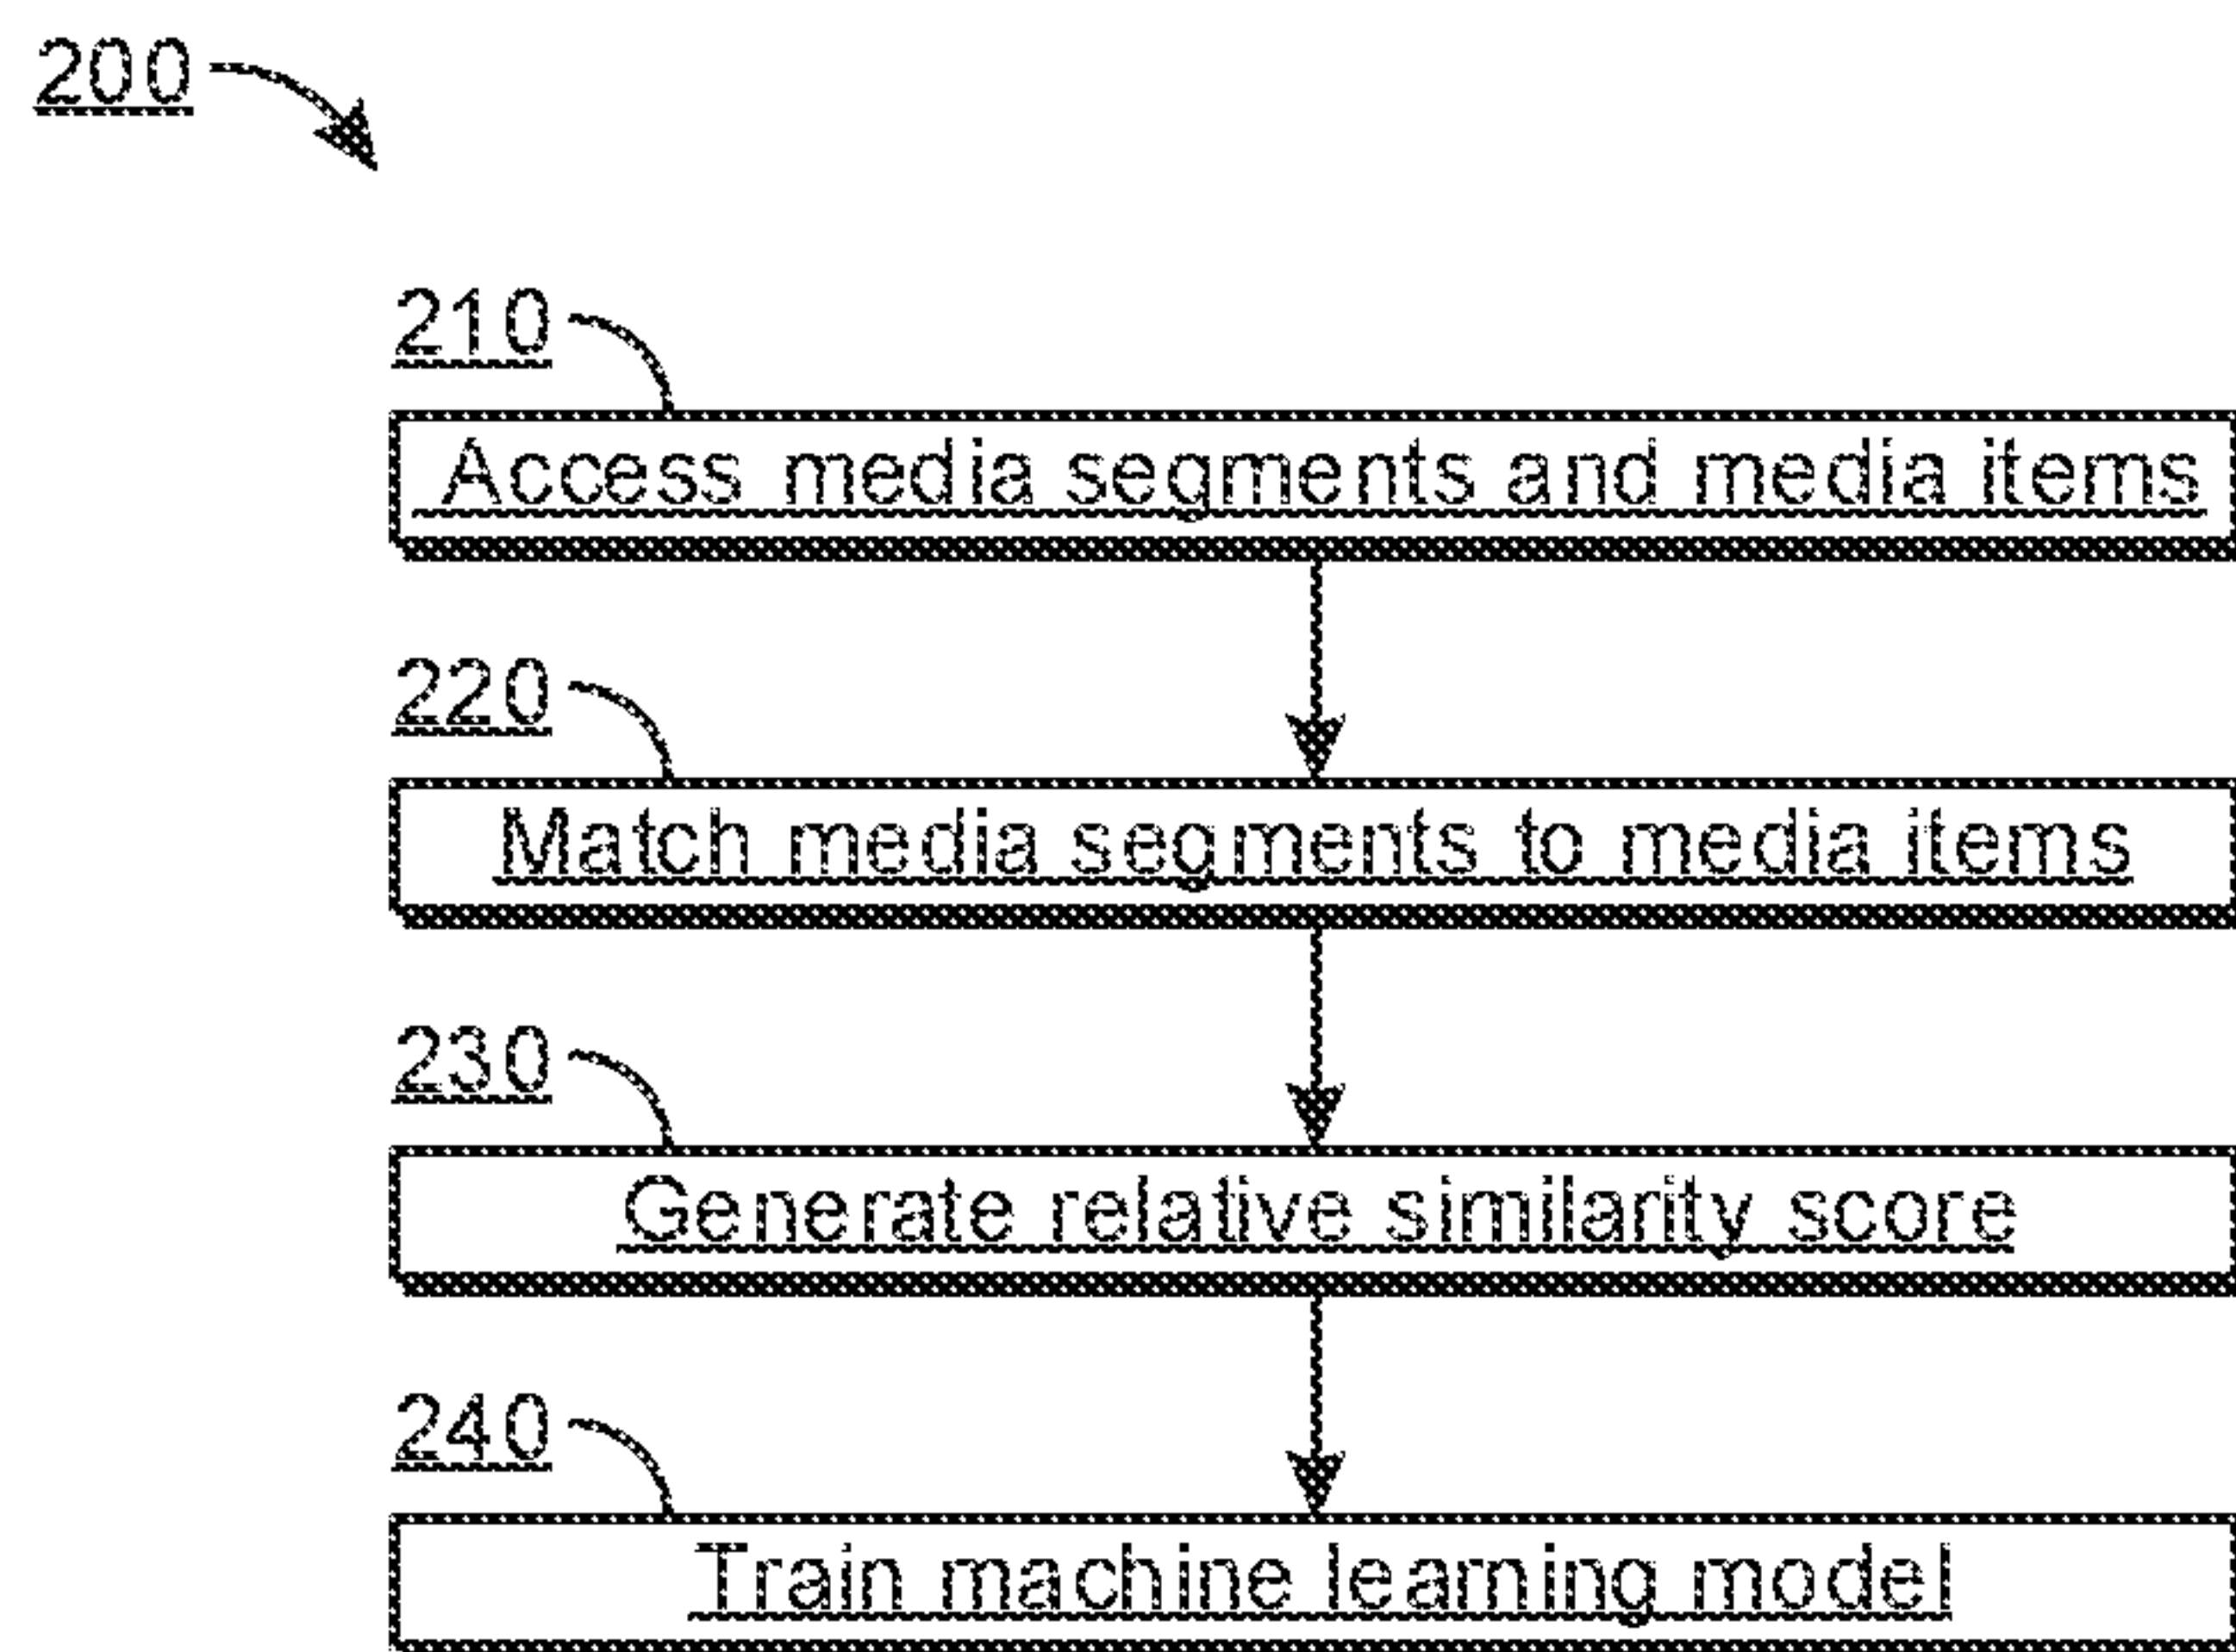 200
210
Access media segments and media items
220
Match media segments to media items
230
Generate relative similarity score
240
Train machine learning model